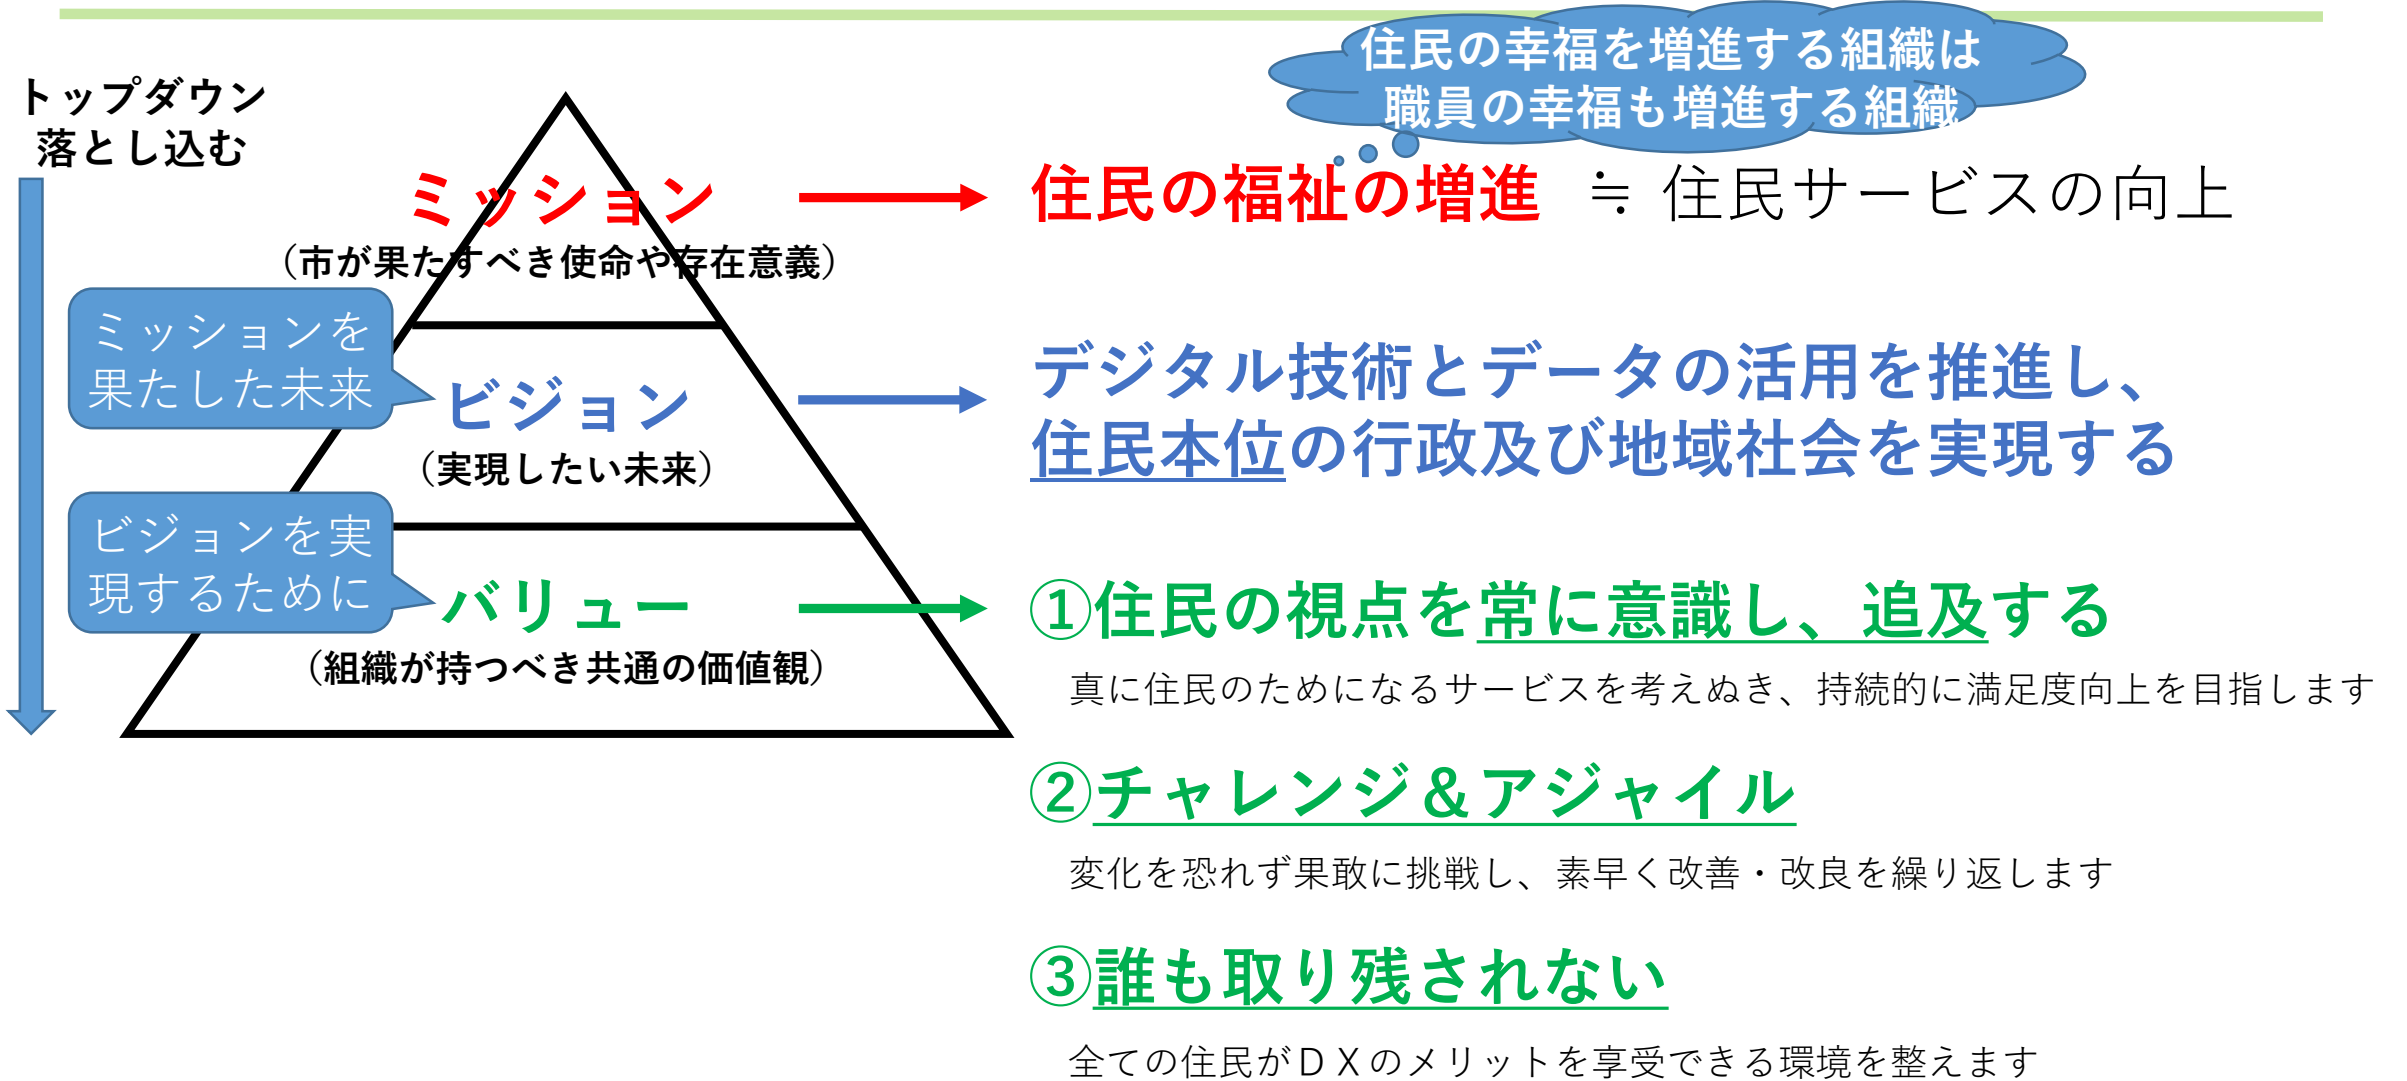 住民の幸福を増進する組織は
職員の幸福も増進する組織
トップダウン
落とし込む
ミッション
（市が果たすべき使命や存在意義）
住民の福祉の増進 ≒ 住民サービスの向上
ミッションを
果たした未来
ビジョン
（実現したい未来）
デジタル技術とデータの活用を推進し、
住民本位の行政及び地域社会を実現する
ビジョンを実
現するために
バリュー
（組織が持つべき共通の価値観）
①住民の視点を常に意識し、追及する
真に住民のためになるサービスを考えぬき、持続的に満足度向上を目指します
②チャレンジ＆アジャイル
変化を恐れず果敢に挑戦し、素早く改善・改良を繰り返します
③誰も取り残されない
全ての住民がＤＸのメリットを享受できる環境を整えます